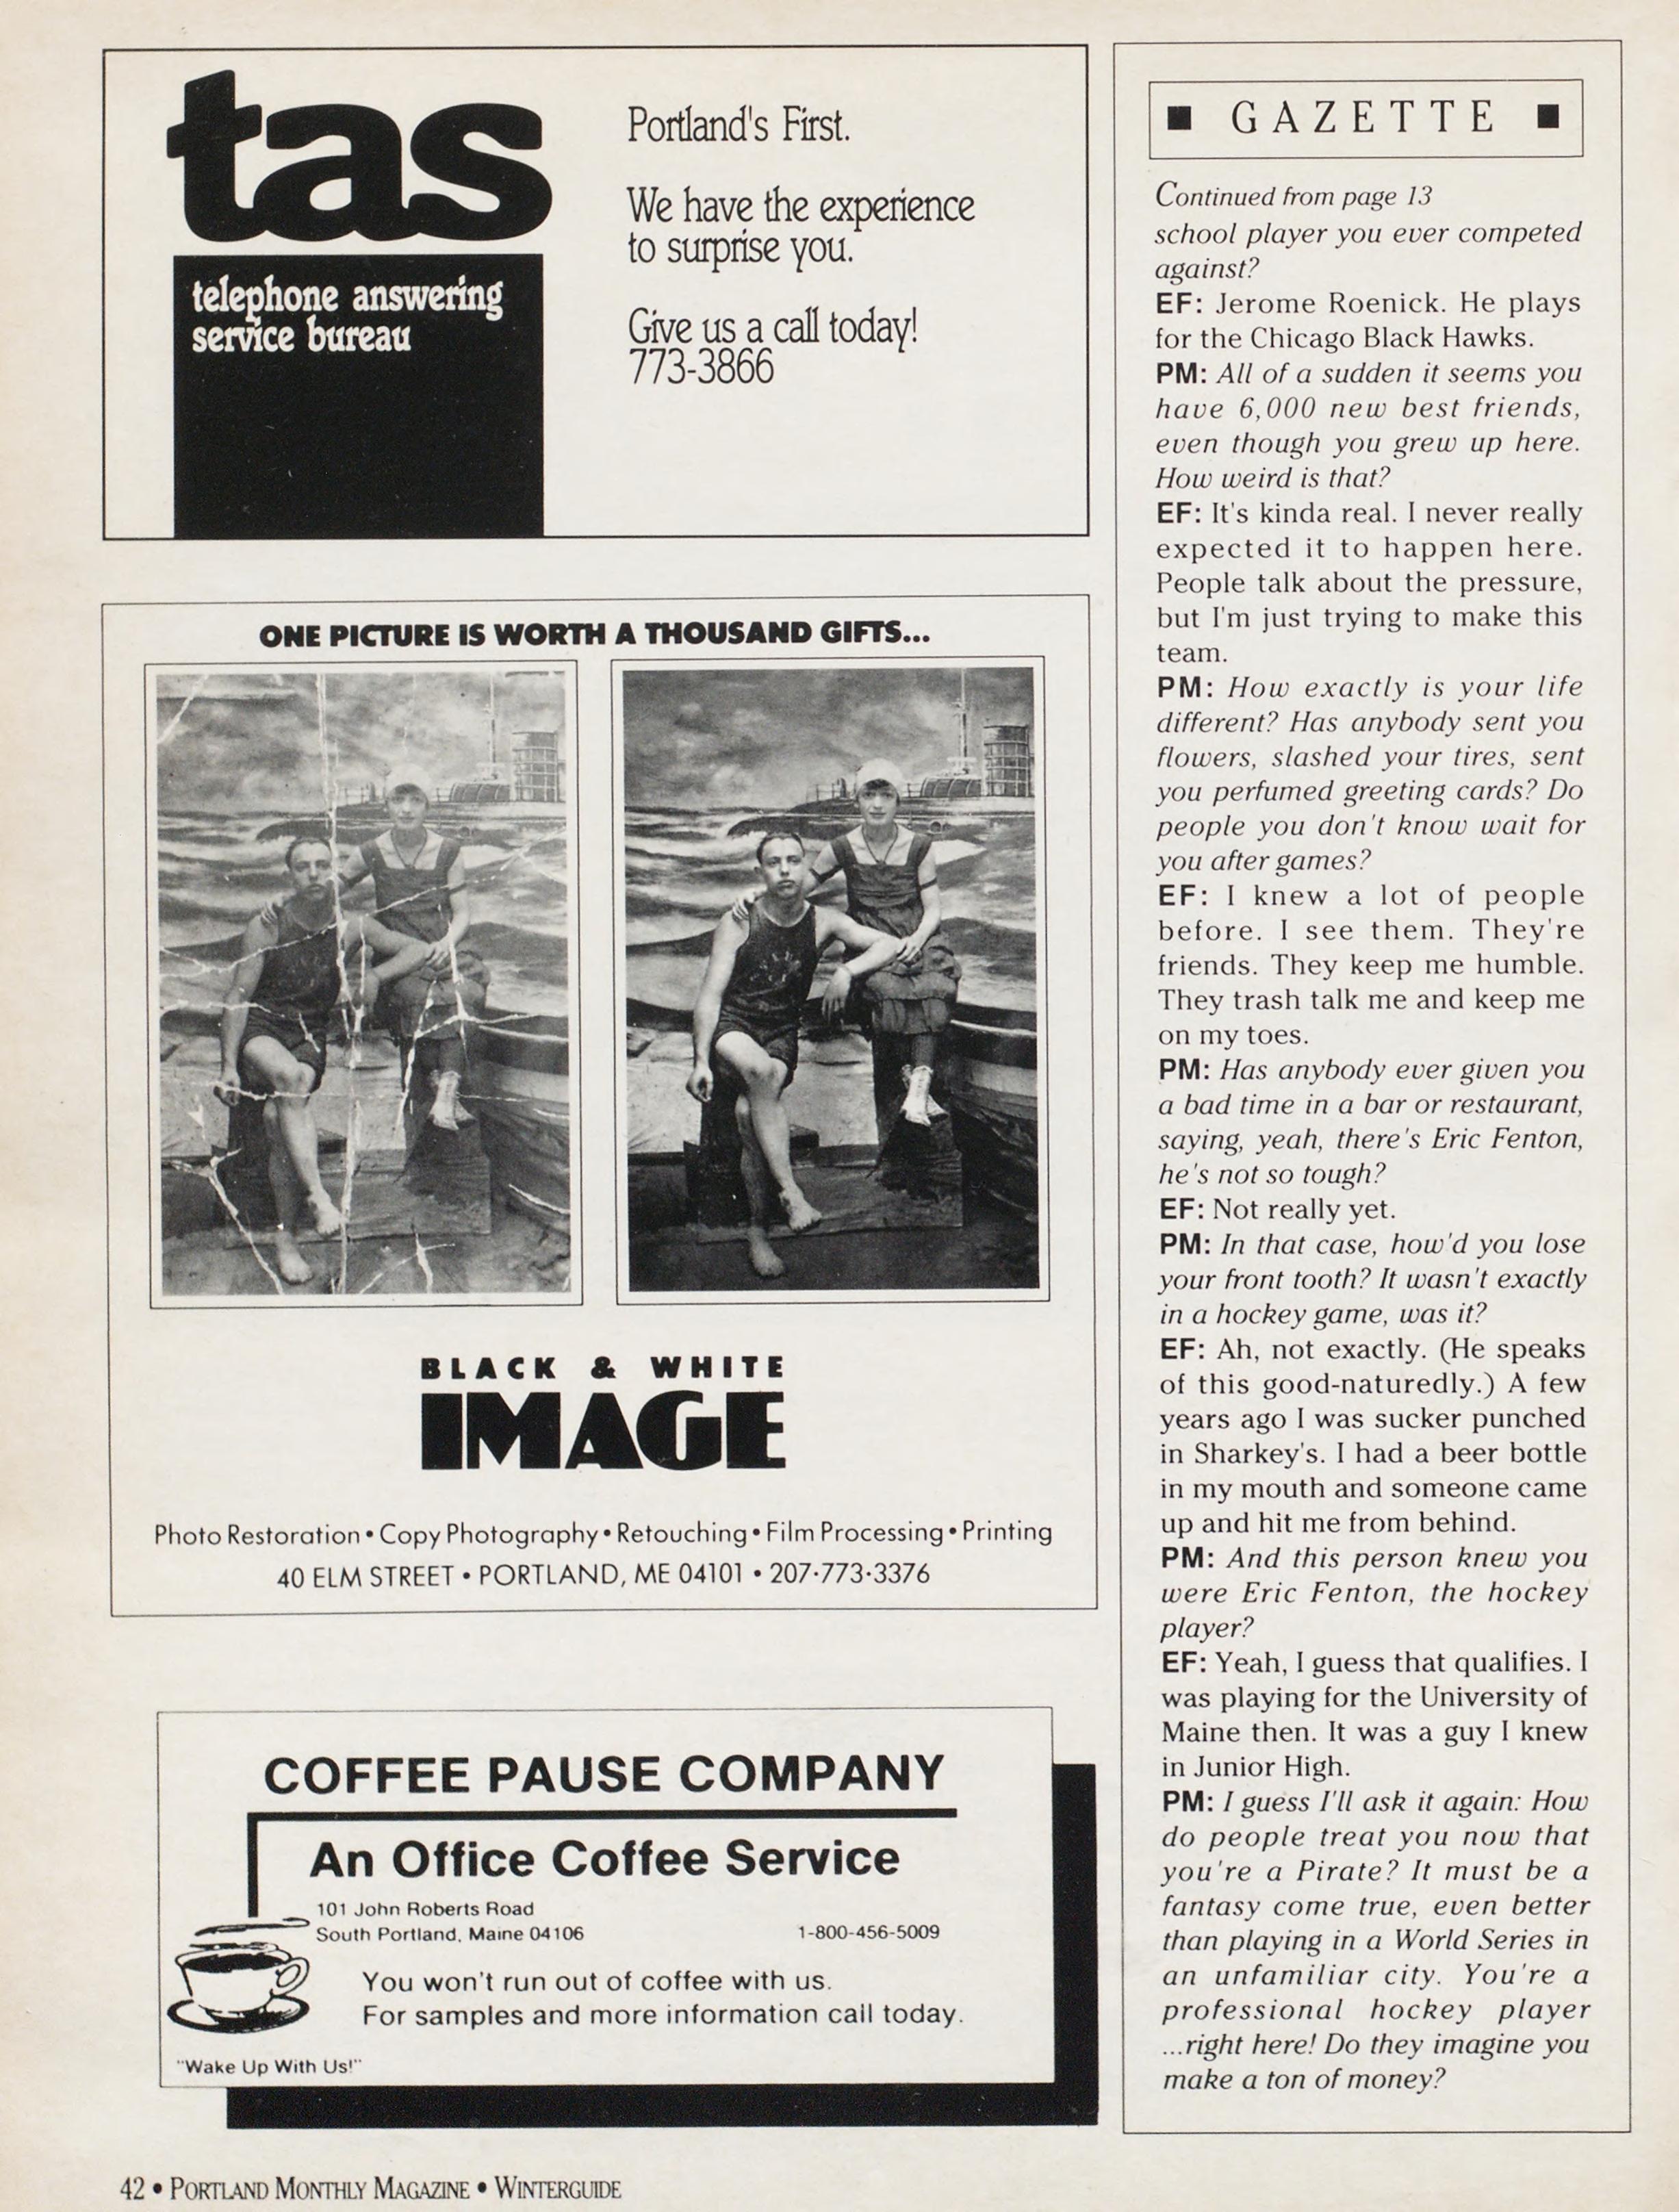 tas
telephone answering
service bureau
Portland's First.
We have the experience
to surprise you.
Give us a call today!
773-3866
ONE PICTURE IS WORTH A THOUSAND GIFTS...
BLACK & WHITE
IMAGE
Photo Restoration • Copy Photography • Retouching • Film Processing • Printing
40 ELM STREET • PORTLAND, ME 04101 • 207·773·3376
COFFEE PAUSE COMPANY
An Office Coffee Service
101 John Roberts Road
South Portland, Maine 04106 1-800-456-5009
You won't run out of coffee with us.
For samples and more information call today.
"Wake Up With Us!"
■ GAZETTE ■
Continued from page 13
school player you ever competed
against?
EF: Jerome Roenick. He plays
for the Chicago Black Hawks.
PM: All of a sudden it seems you
have 6,000 new best friends,
even though you grew up here.
How weird is that?
EF: It's kinda real. I never really
expected it to happen here.
People talk about the pressure,
but I'm just trying to make this
team.
PM: How exactly is your life
different? Has anybody sent you
flowers, slashed your tires, sent
you perfumed greeting cards? Do
people you don't know wait for
you after games?
EF: I knew a lot of people
before. I see them. They're
friends. They keep me humble.
They trash talk me and keep me
on my toes.
PM: Has anybody ever given you
a bad time in a bar or restaurant,
saying, yeah, there's Eric Fenton,
he's not so tough?
EF: Not really yet.
PM: In that case, how'd you lose
your front tooth? It wasn't exactly
in a hockey game, was it?
EF: Ah, not exactly. (He speaks
of this good-naturedly.) A few
years ago I was sucker punched
in Sharkey's. I had a beer bottle
in my mouth and someone came
up and hit me from behind.
PM: And this person knew you
were Eric Fenton, the hockey
player?
EF: Yeah, I guess that qualifies. I
was playing for the University of
Maine then. It was a guy I knew
in Junior High.
PM: I guess I'll ask it again: How
do people treat you now that
you're a Pirate? It must be a
fantasy come true, even better
than playing in a World Series in
an unfamiliar city. You're a
professional hockey player
...right here! Do they imagine you
make a ton of money?
42 • PORTLAND MONTHLY MAGAZINE • WINTERGUIDE